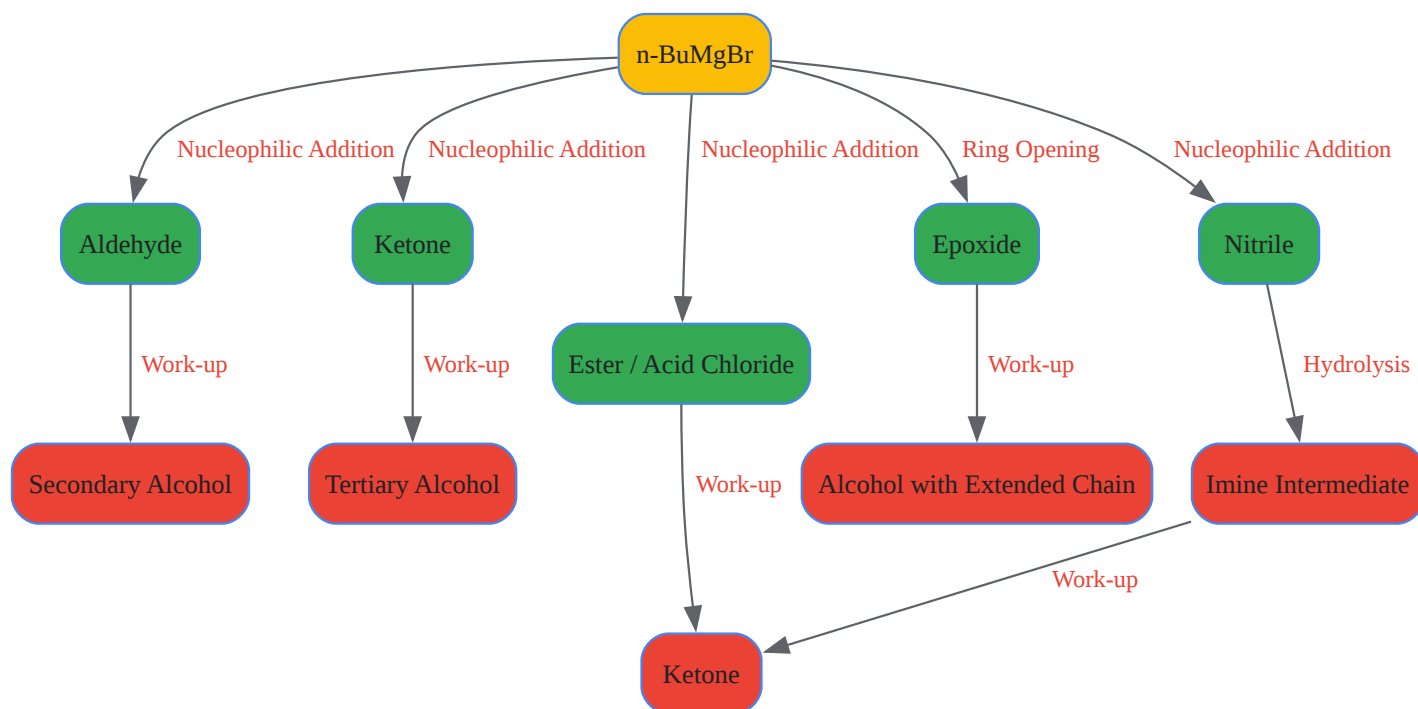 n-BuMgBr
Nucleophilic Addition
Nucleophilic Addition
Nucleophilic Addition
Ring Opening
Nucleophilic Addition
Aldehyde
Ketone
Epoxide
Nitrile
Ester / Acid Chloride
Work-up
Work-up
Work-up
Hydrolysis
Secondary Alcohol
Tertiary Alcohol
Work-up
Alcohol with Extended Chain
Imine Intermediate
Work-up
Ketone